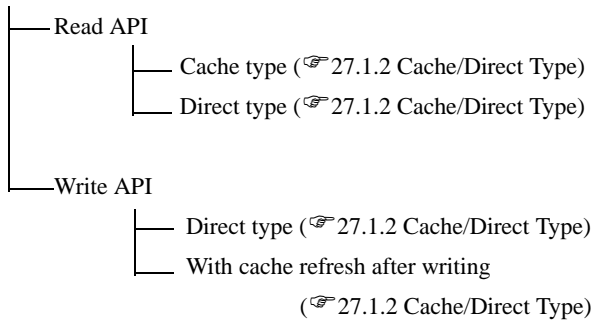 Read API
Cache type (☞27.1.2 Cache/Direct Type)
Direct type (☞27.1.2 Cache/Direct Type)
Write API
Direct type (☞27.1.2 Cache/Direct Type)
With cache refresh after writing
(☞27.1.2 Cache/Direct Type)